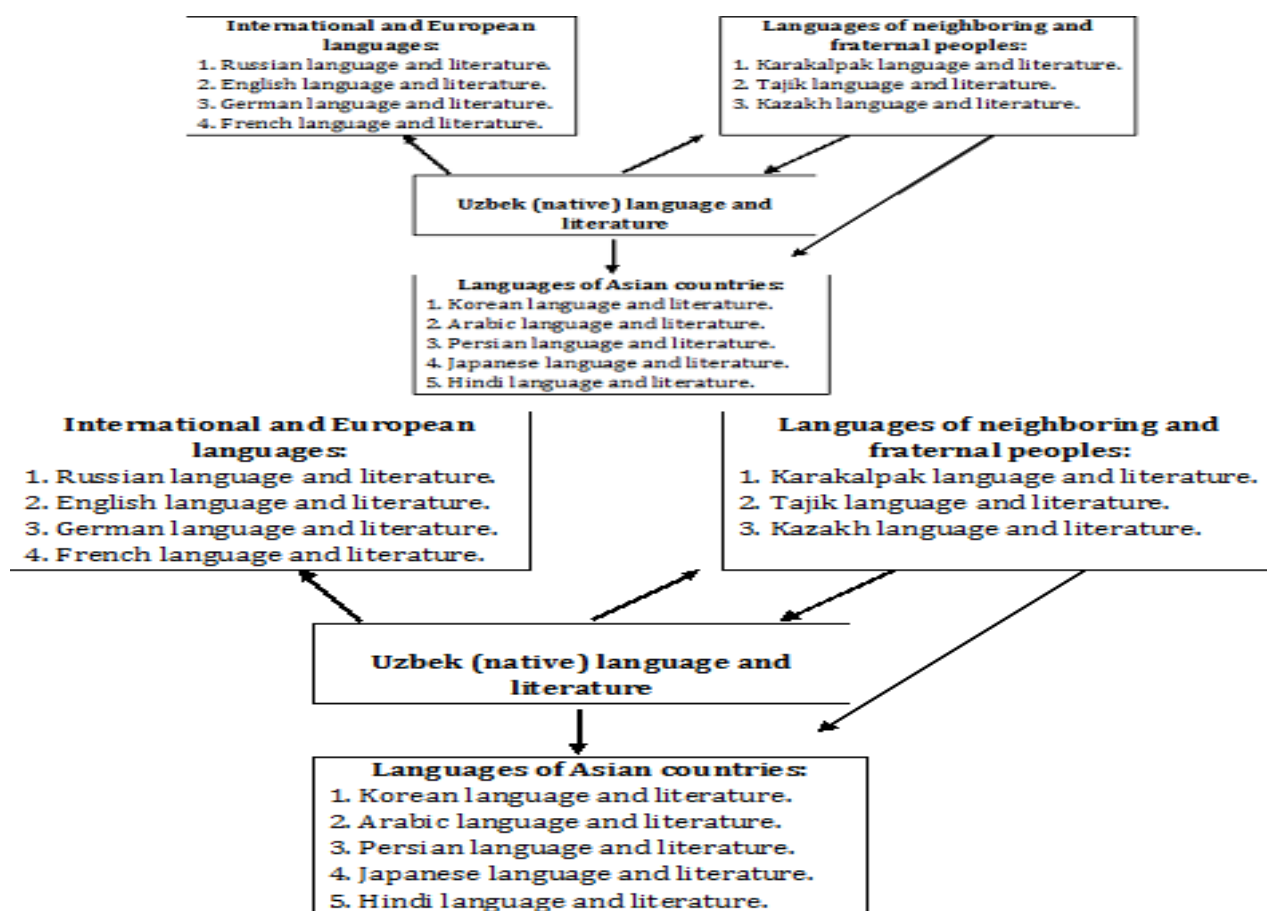 International and European
languages:
1. Russian language and literature.
2. English language and literature.
3. German language and literature.
4. French language and literature.
Languages of neighboring and
fraternal peoples:
1. Karakalpak language and literature.
2. Tajik language and literature.
3. Kazakh language and literature.
Uzbek (native) language and
literature
Languages of Asian countries:
1. Korean language and literature.
2. Arabic language and literature.
3. Persian language and literature.
4. Japanese language and literature.
5. Hindi language and literature.
International and European
languages:
1. Russian language and literature.
2. English language and literature.
3. German language and literature.
4. French language and literature.
Languages of neighboring and
fraternal peoples:
1. Karakalpak language and literature.
2. Tajik language and literature.
3. Kazakh language and literature.
Uzbek (native) language and
literature
Languages of Asian countries:
1. Korean language and literature.
2. Arabic language and literature.
3. Persian language and literature.
4. Japanese language and literature.
5. Hindi language and literature.